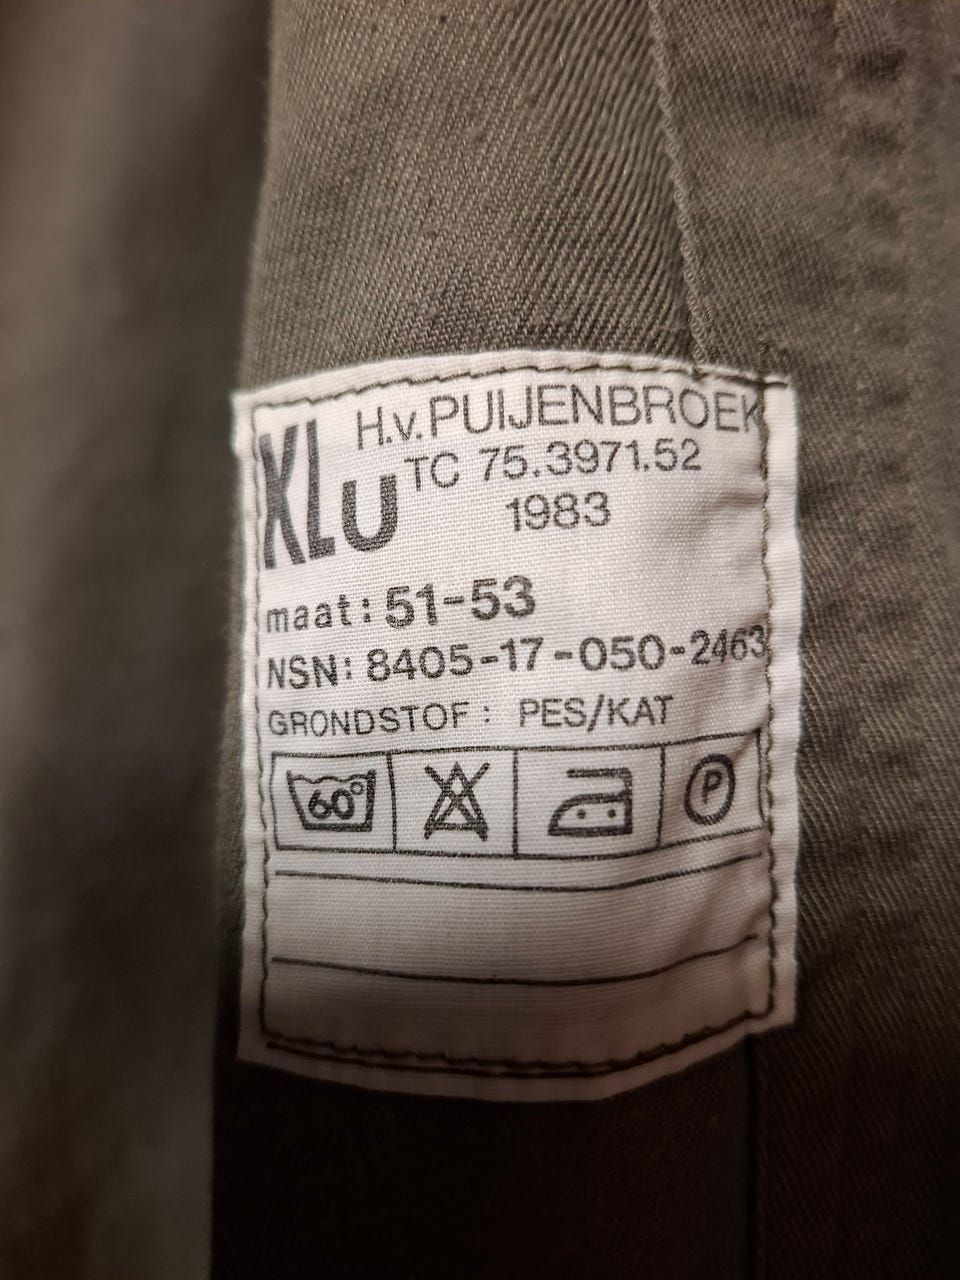 XLU
H.v. PUIJENBROEK
TC 75.3971.52
1983
maat: 51-53
NSN: 8405-17-050-2463
GRONDSTOF: PES/KAT
60°
P